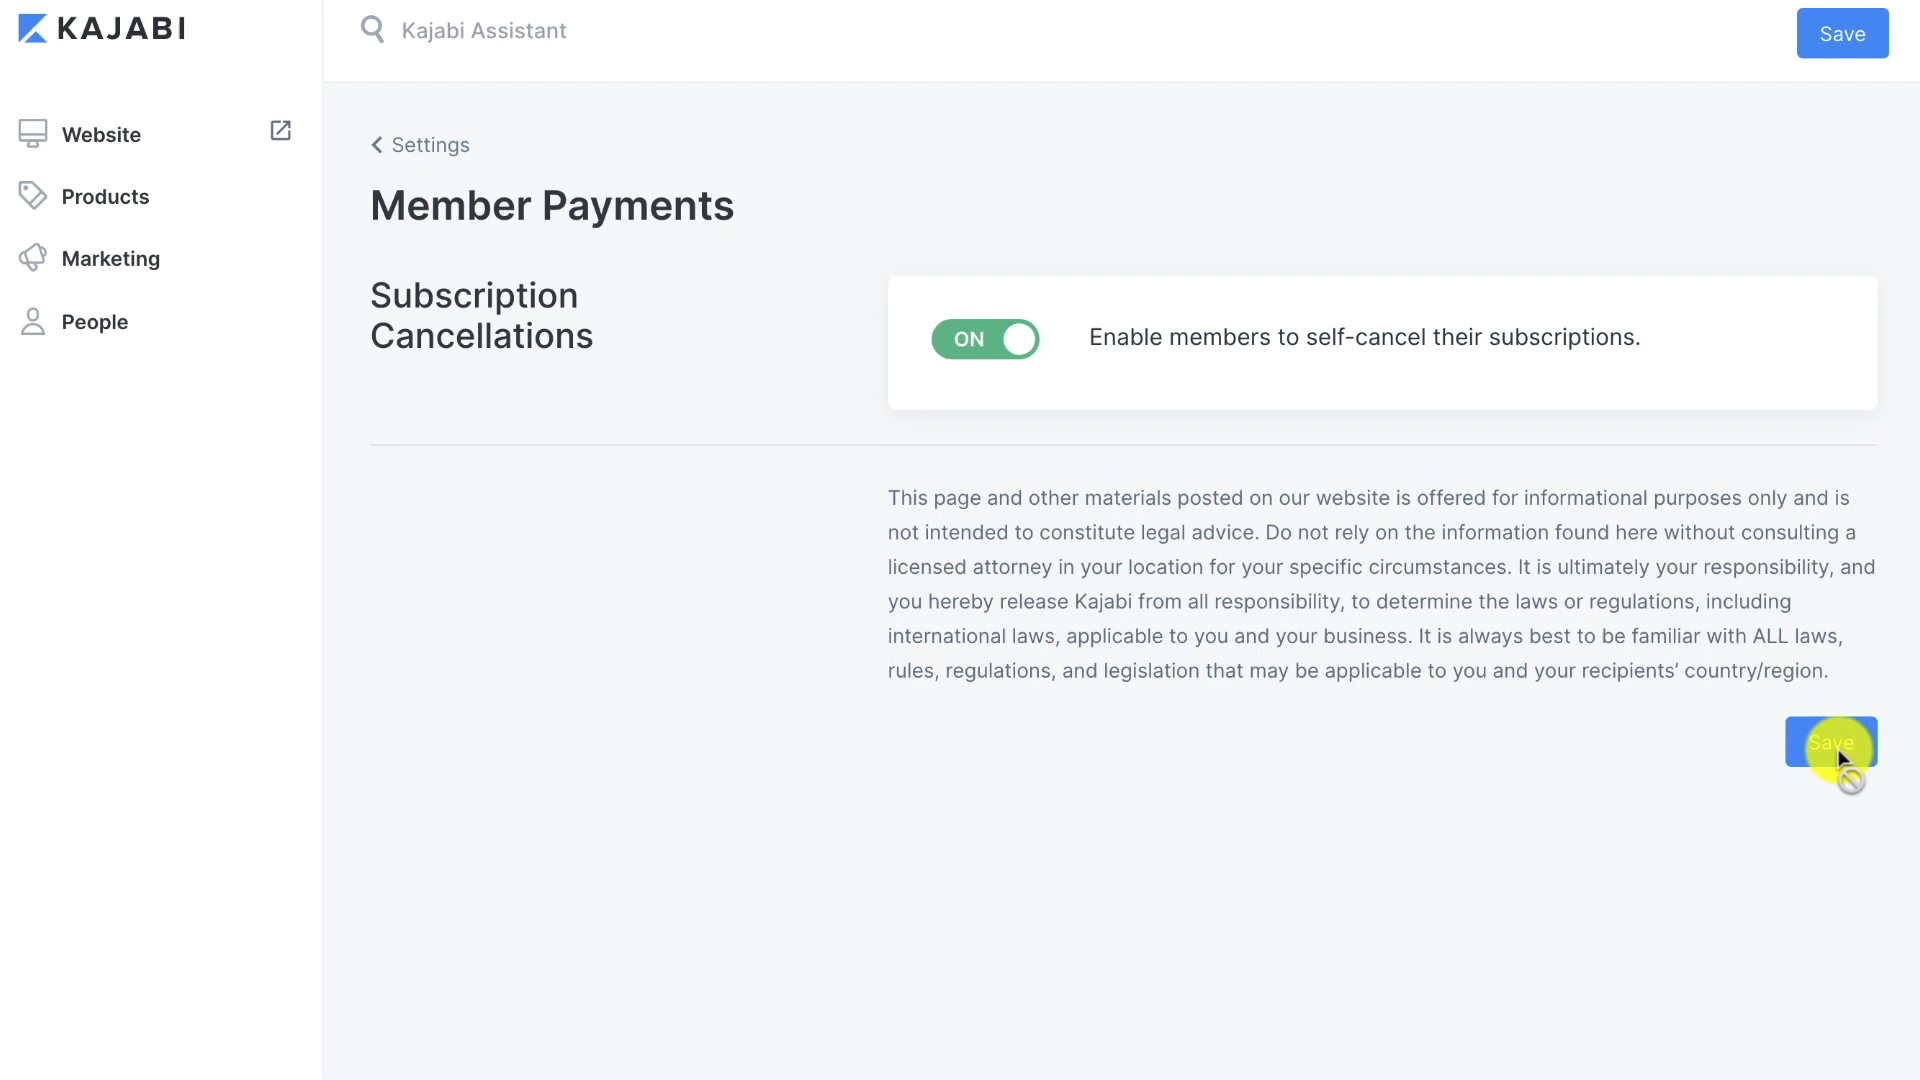 KAJABI
Kajabi Assistant
Save
Website
Products
Marketing
People
Settings
Member Payments
Subscription
Cancellations
ON
Enable members to self-cancel their subscriptions.
This page and other materials posted on our website is offered for informational purposes only and is
not intended to constitute legal advice. Do not rely on the information found here without consulting a
licensed attorney in your location for your specific circumstances. It is ultimately your responsibility, and
you hereby release Kajabi from all responsibility, to determine the laws or regulations, including
international laws, applicable to you and your business. It is always best to be familiar with ALL laws,
rules, regulations, and legislation that may be applicable to you and your recipients’ country/region.
Save